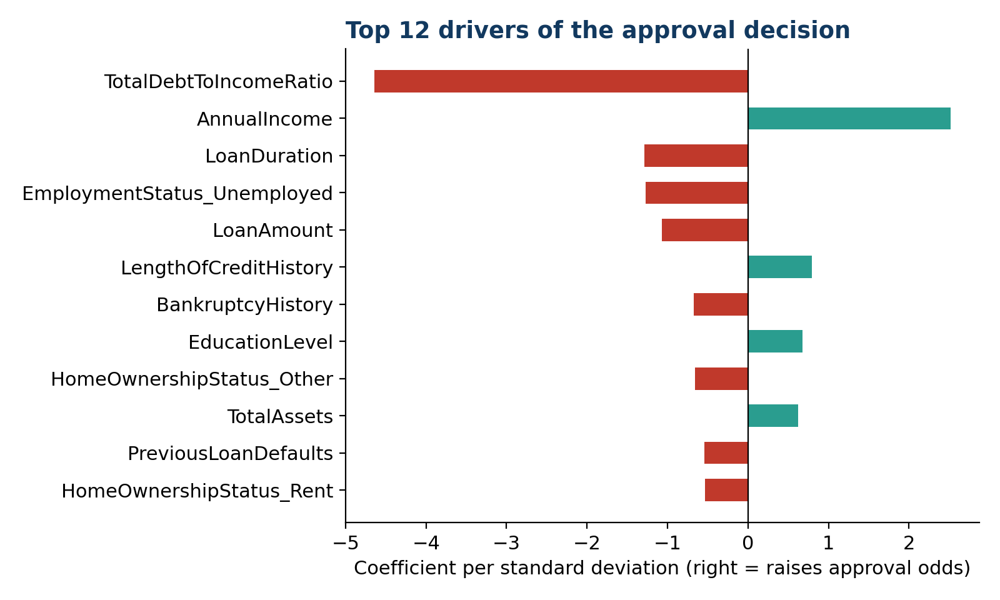 Top 12 drivers of the approval decision
TotalDebtToIncomeRatio
AnnualIncome
LoanDuration
EmploymentStatus_Unemployed
LoanAmount
LengthOfCreditHistory
BankruptcyHistory
EducationLevel
HomeOwnershipStatus_Other
TotalAssets
PreviousLoanDefaults
HomeOwnershipStatus_Rent
−5 −4 −3 −2 −1 0 1 2
Coefficient per standard deviation (right = raises approval odds)